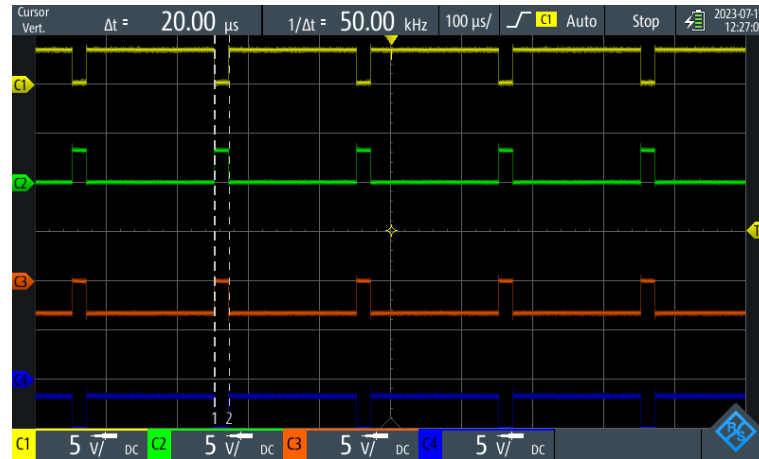 Cursor Vert. Δt = 20.00 µs 1/Δt = 50.00 kHz 100 µs/ C1 Auto Stop 2023-07-1
12:27:0
C1
C2
T
C3
C4
1 2
C1 5 V/ DC C2 5 V/ DC C3 5 V/ DC C4 5 V/ DC R&S